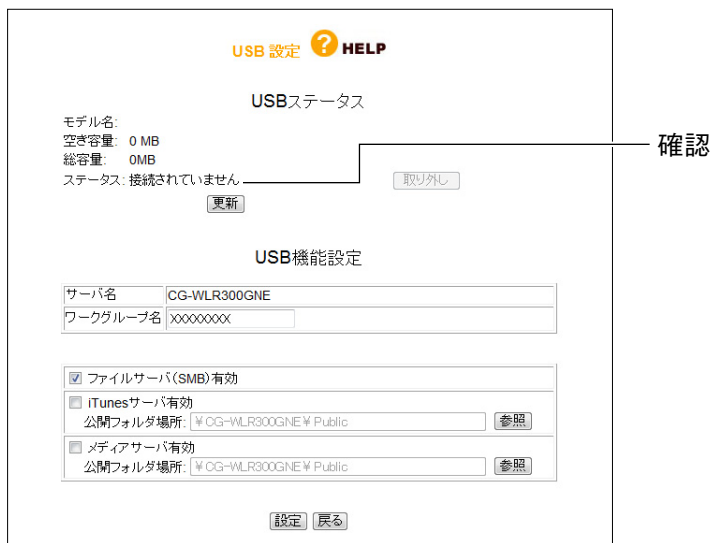 USB 設定 ? HELP
USBステータス
モデル名:
空き容量: 0 MB
総容量: 0MB
ステータス: 接続されていません
確認
取り外し
更新
USB機能設定
サーバ名 CG-WLR300GNE
ワークグループ名 XXXXXXXX
ファイルサーバ(SMB)有効
iTunesサーバ有効
公開フォルダ場所: ¥CG-WLR300GNE¥Public 参照
メディアサーバ有効
公開フォルダ場所: ¥CG-WLR300GNE¥Public 参照
設定 戻る